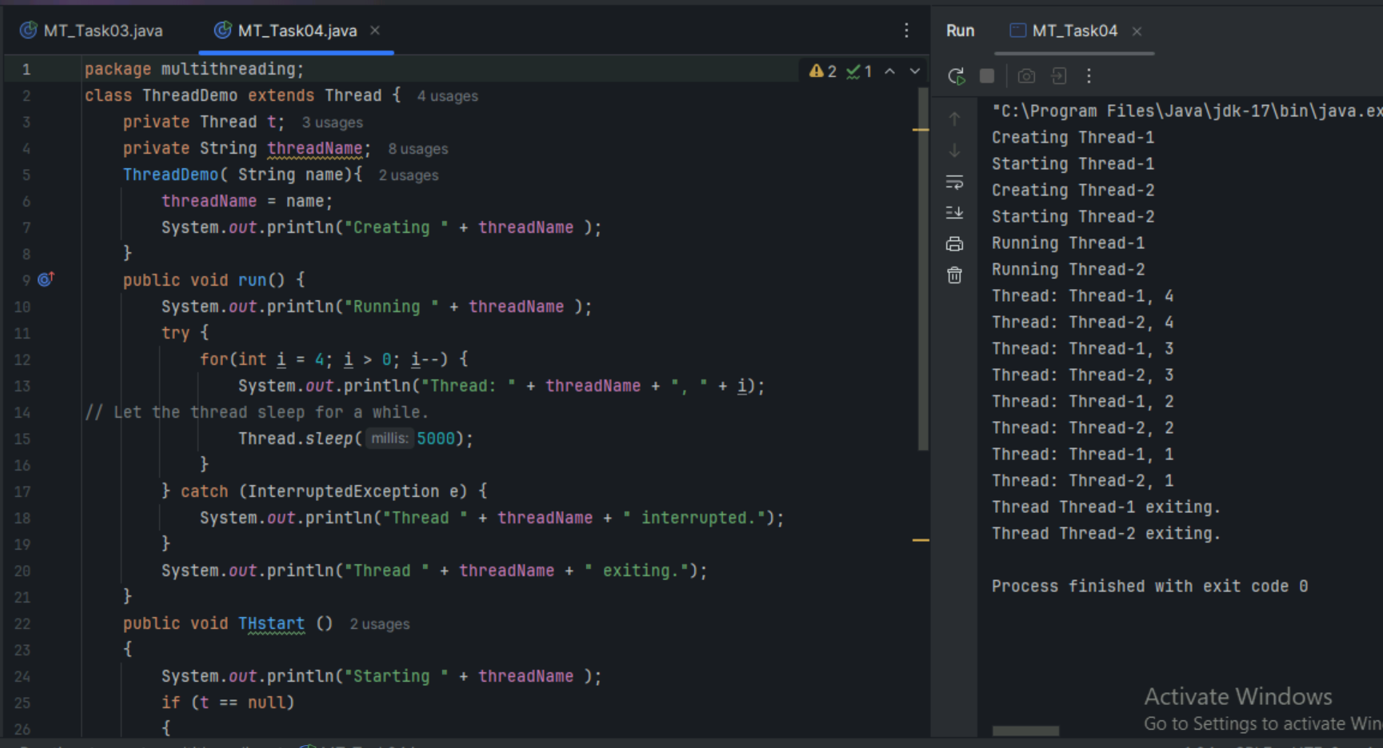 MT_Task03.java
MT_Task04.java
Run
MT_Task04
2 1
1 package multithreading;
2 class ThreadDemo extends Thread { 4 usages
3 private Thread t; 3 usages
4 private String threadName; 8 usages
5 ThreadDemo( String name){ 2 usages
6 threadName = name;
7 System.out.println("Creating " + threadName );
8 }
9 public void run() {
10 System.out.println("Running " + threadName );
11 try {
12 for(int i = 4; i > 0; i--) {
13 System.out.println("Thread: " + threadName + ", " + i);
14 // Let the thread sleep for a while.
15 Thread.sleep( millis: 5000);
16 }
17 } catch (InterruptedException e) {
18 System.out.println("Thread " + threadName + " interrupted.");
19 }
20 System.out.println("Thread " + threadName + " exiting.");
21 }
22 public void THstart () 2 usages
23 {
24 System.out.println("Starting " + threadName );
25 if (t == null)
26 {
"C:\Program Files\Java\jdk-17\bin\java.ex
Creating Thread-1
Starting Thread-1
Creating Thread-2
Starting Thread-2
Running Thread-1
Running Thread-2
Thread: Thread-1, 4
Thread: Thread-2, 4
Thread: Thread-1, 3
Thread: Thread-2, 3
Thread: Thread-1, 2
Thread: Thread-2, 2
Thread: Thread-1, 1
Thread: Thread-2, 1
Thread Thread-1 exiting.
Thread Thread-2 exiting.
Process finished with exit code 0
Activate Windows
Go to Settings to activate Win